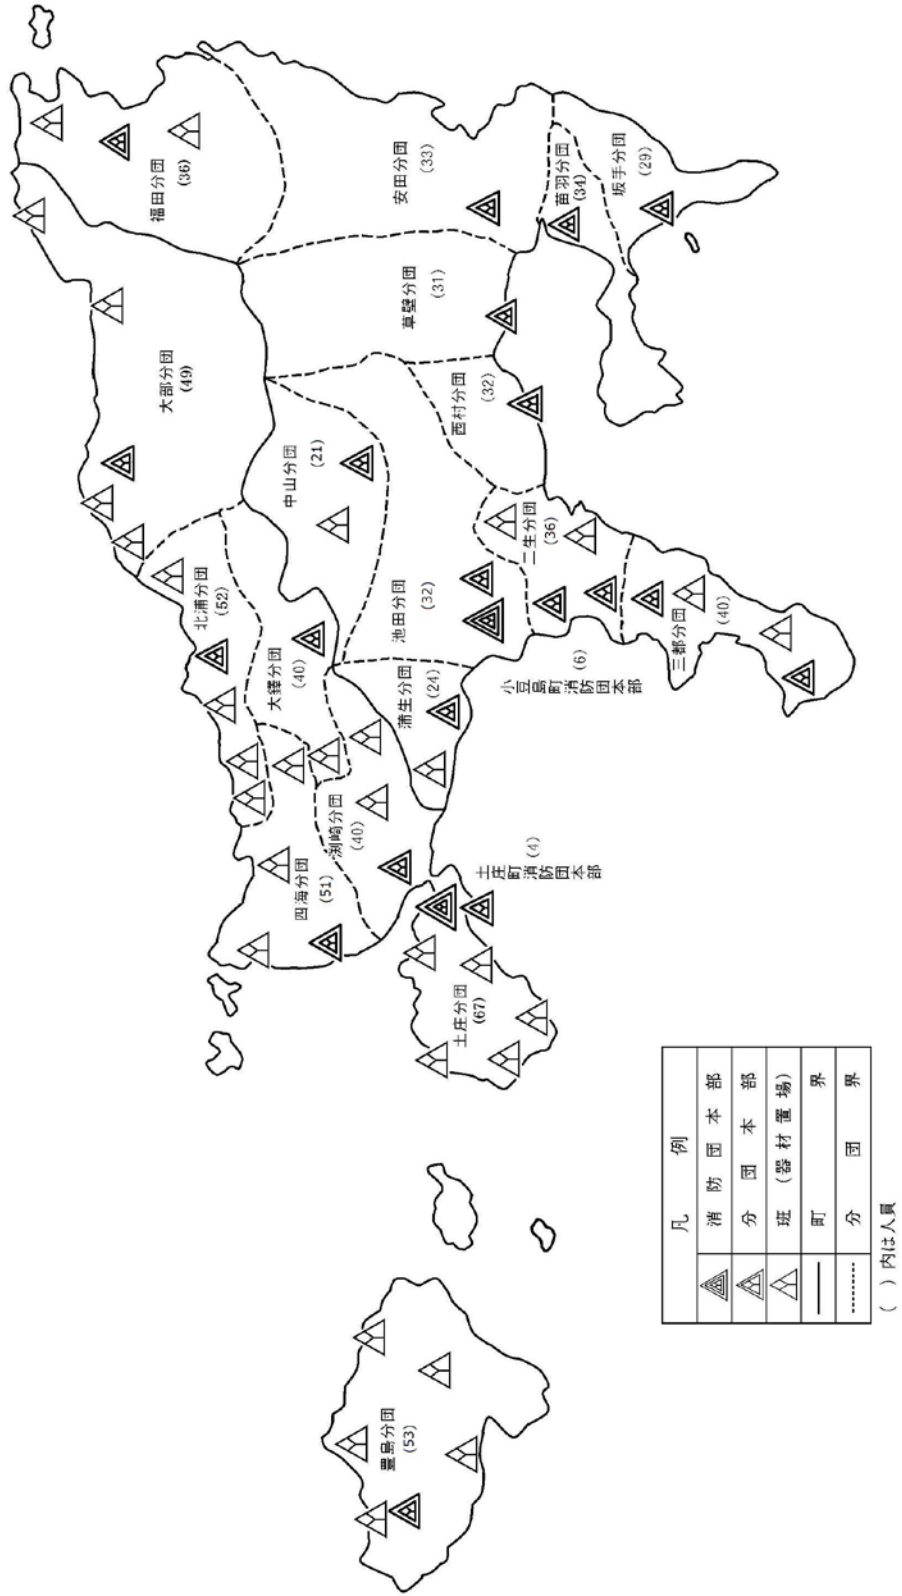 福田分団
(36)
大部分団
(49)
安田分団
(33)
苗羽分団
(34)
坂手分団
(29)
草壁分団
(31)
西村分団
(32)
中山分団
(21)
池田分団
(32)
二生分団
(36)
三都分団
(40)
北浦分団
(52)
大鐸分団
(40)
蒲生分団
(24)
小豆島町消防団本部
(6)
渕崎分団
(40)
四海分団
(51)
土庄町消防団本部
(4)
土庄分団
(67)
豊島分団
(53)
凡 例
消防団本部
分団本部
班(器材置場)
町界
分団界
( )内は人員